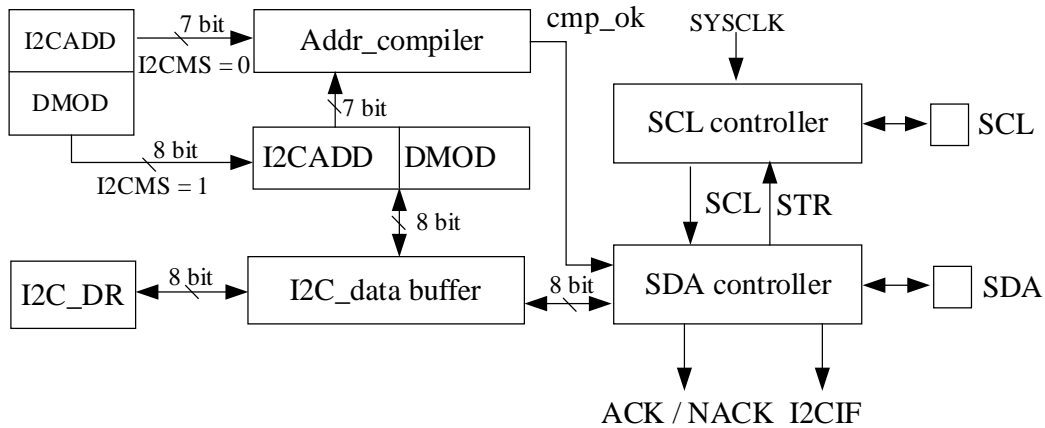 I2CADD
DMOD
7 bit
I2CMS = 0
Addr_compiler
cmp_ok
SYSCLK
7 bit
SCL controller
SCL
8 bit
I2CMS = 1
I2CADD
DMOD
SCL
STR
8 bit
I2C_DR
8 bit
I2C_data buffer
8 bit
SDA controller
SDA
ACK / NACK
I2CIF